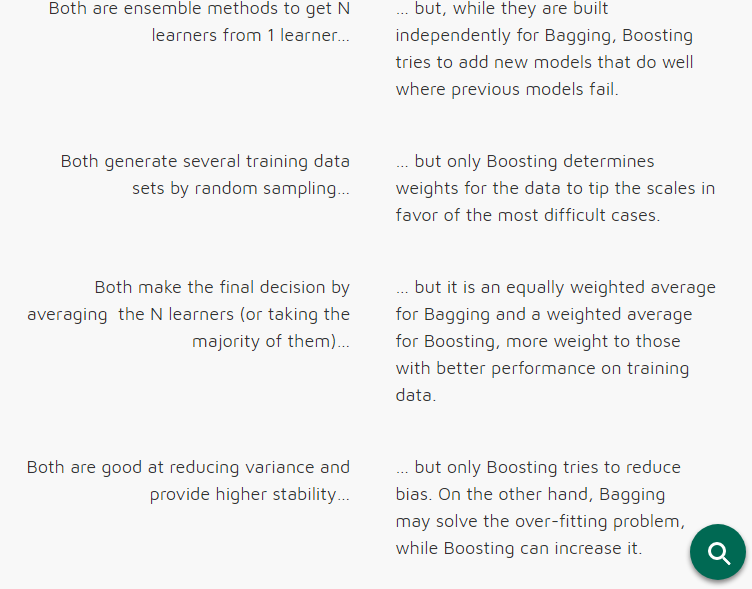 Both are ensemble methods to get N
learners from 1 learner…
… but, while they are built
independently for Bagging, Boosting
tries to add new models that do well
where previous models fail.
Both generate several training data
sets by random sampling…
… but only Boosting determines
weights for the data to tip the scales in
favor of the most difficult cases.
Both make the final decision by
averaging  the N learners (or taking the
majority of them)…
… but it is an equally weighted average
for Bagging and a weighted average
for Boosting, more weight to those
with better performance on training
data.
Both are good at reducing variance and
provide higher stability…
… but only Boosting tries to reduce
bias. On the other hand, Bagging
may solve the over-fitting problem,
while Boosting can increase it.